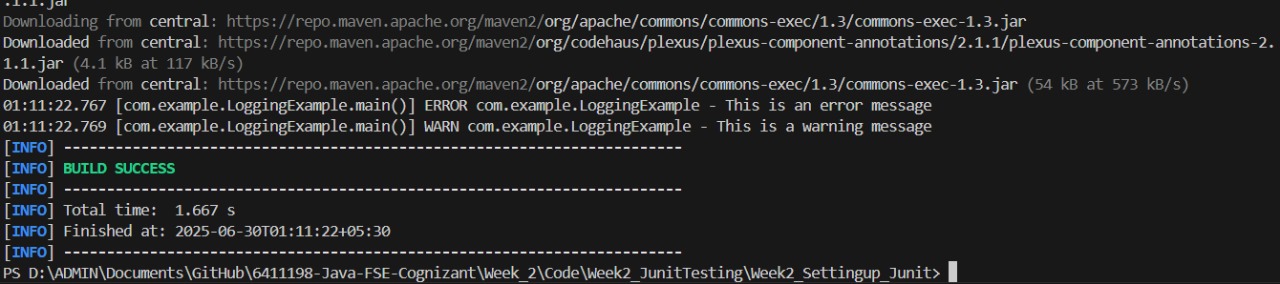 .1.1.jar
Downloading from central: https://repo.maven.apache.org/maven2/org/apache/commons/commons-exec/1.3/commons-exec-1.3.jar
Downloaded from central: https://repo.maven.apache.org/maven2/org/codehaus/plexus/plexus-component-annotations/2.1.1/plexus-component-annotations-2.
1.1.jar (4.1 kB at 117 kB/s)
Downloaded from central: https://repo.maven.apache.org/maven2/org/apache/commons/commons-exec/1.3/commons-exec-1.3.jar (54 kB at 573 kB/s)
01:11:22.767 [com.example.LoggingExample.main()] ERROR com.example.LoggingExample - This is an error message
01:11:22.769 [com.example.LoggingExample.main()] WARN com.example.LoggingExample - This is a warning message
[INFO] ------------------------------------------------------------------------
[INFO] BUILD SUCCESS
[INFO] ------------------------------------------------------------------------
[INFO] Total time:  1.667 s
[INFO] Finished at: 2025-06-30T01:11:22+05:30
[INFO] ------------------------------------------------------------------------
PS D:\ADMIN\Documents\GitHub\6411198-Java-FSE-Cognizant\Week_2\Code\Week2_JunitTesting\Week2_Settingup_Junit>